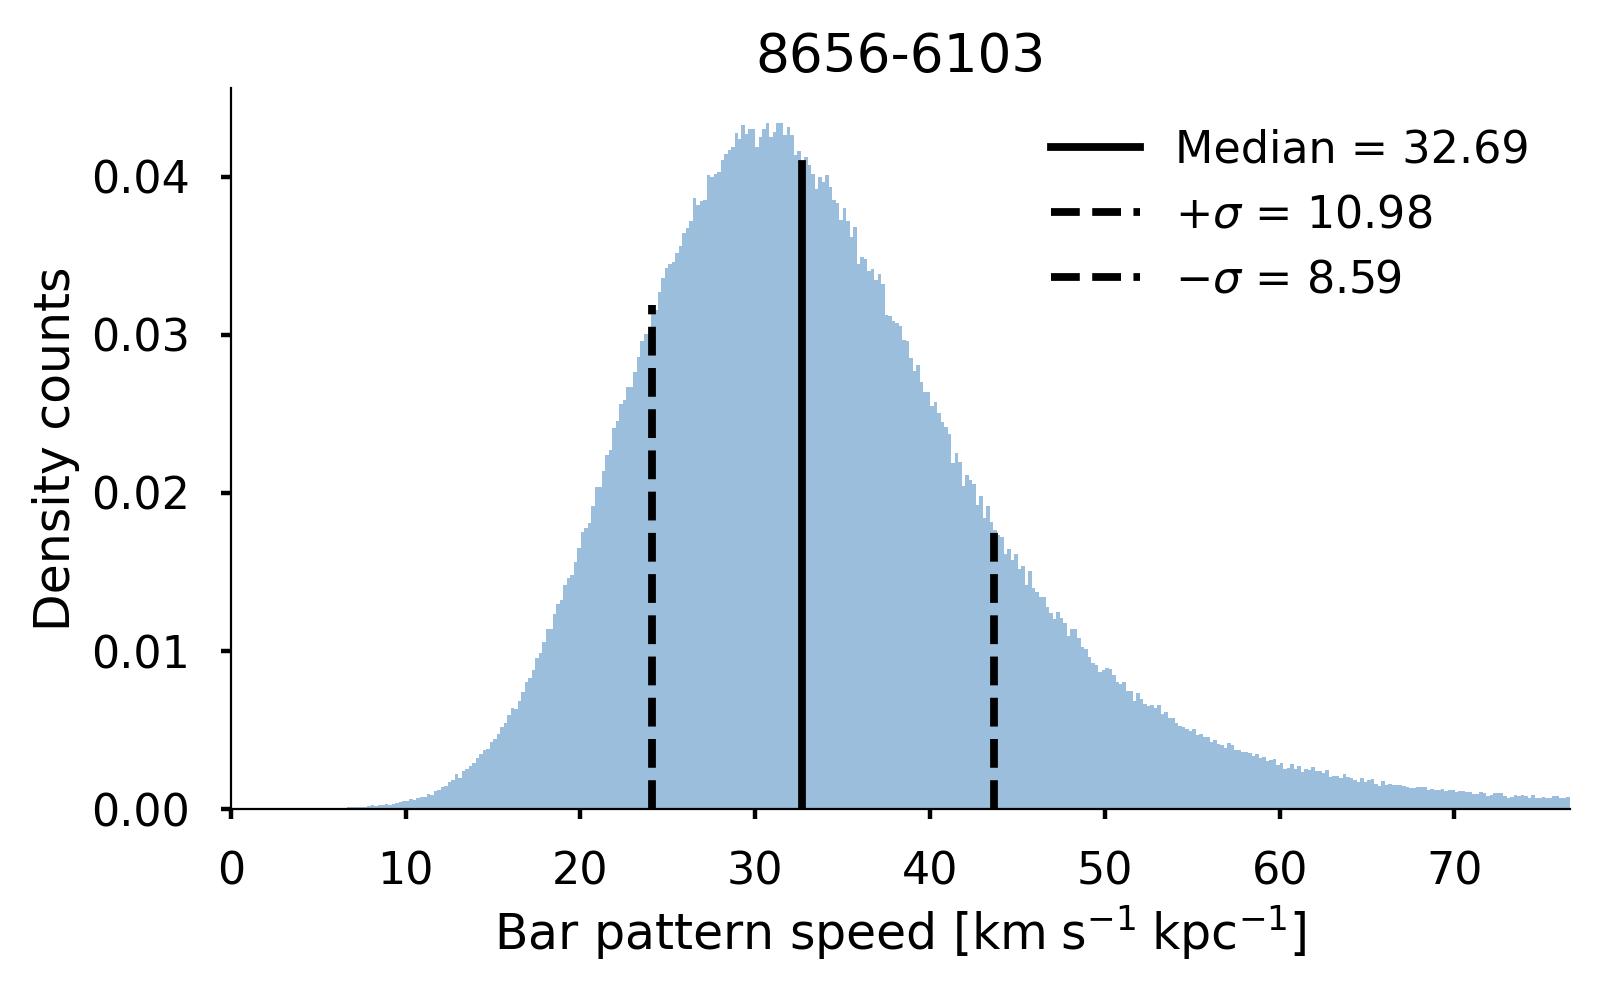 8656-6103
Median = 32.69
+σ = 10.98
−σ = 8.59
Density counts
0.04
0.03
0.02
0.01
0.00
0 10 20 30 40 50 60 70
Bar pattern speed [km s⁻¹ kpc⁻¹]